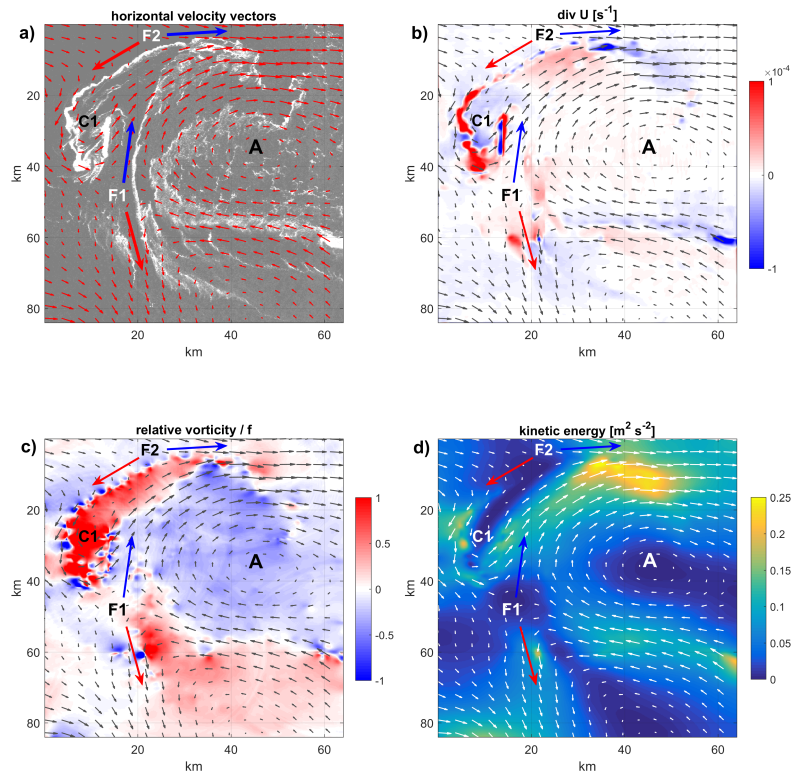 horizontal velocity vectors
a)
F2
C1
A
F1
20
40
60
80
km
20
40
60
km
div U [s⁻¹]
b)
F2
C1
A
F1
20
40
60
80
km
20
40
60
km
×10⁻⁴
1
0
-1
relative vorticity / f
c)
F2
C1
A
F1
20
40
60
80
km
20
40
60
km
1
0.5
0
-0.5
-1
kinetic energy [m² s⁻²]
d)
F2
C1
A
F1
20
40
60
80
km
20
40
60
km
0.25
0.2
0.15
0.1
0.05
0